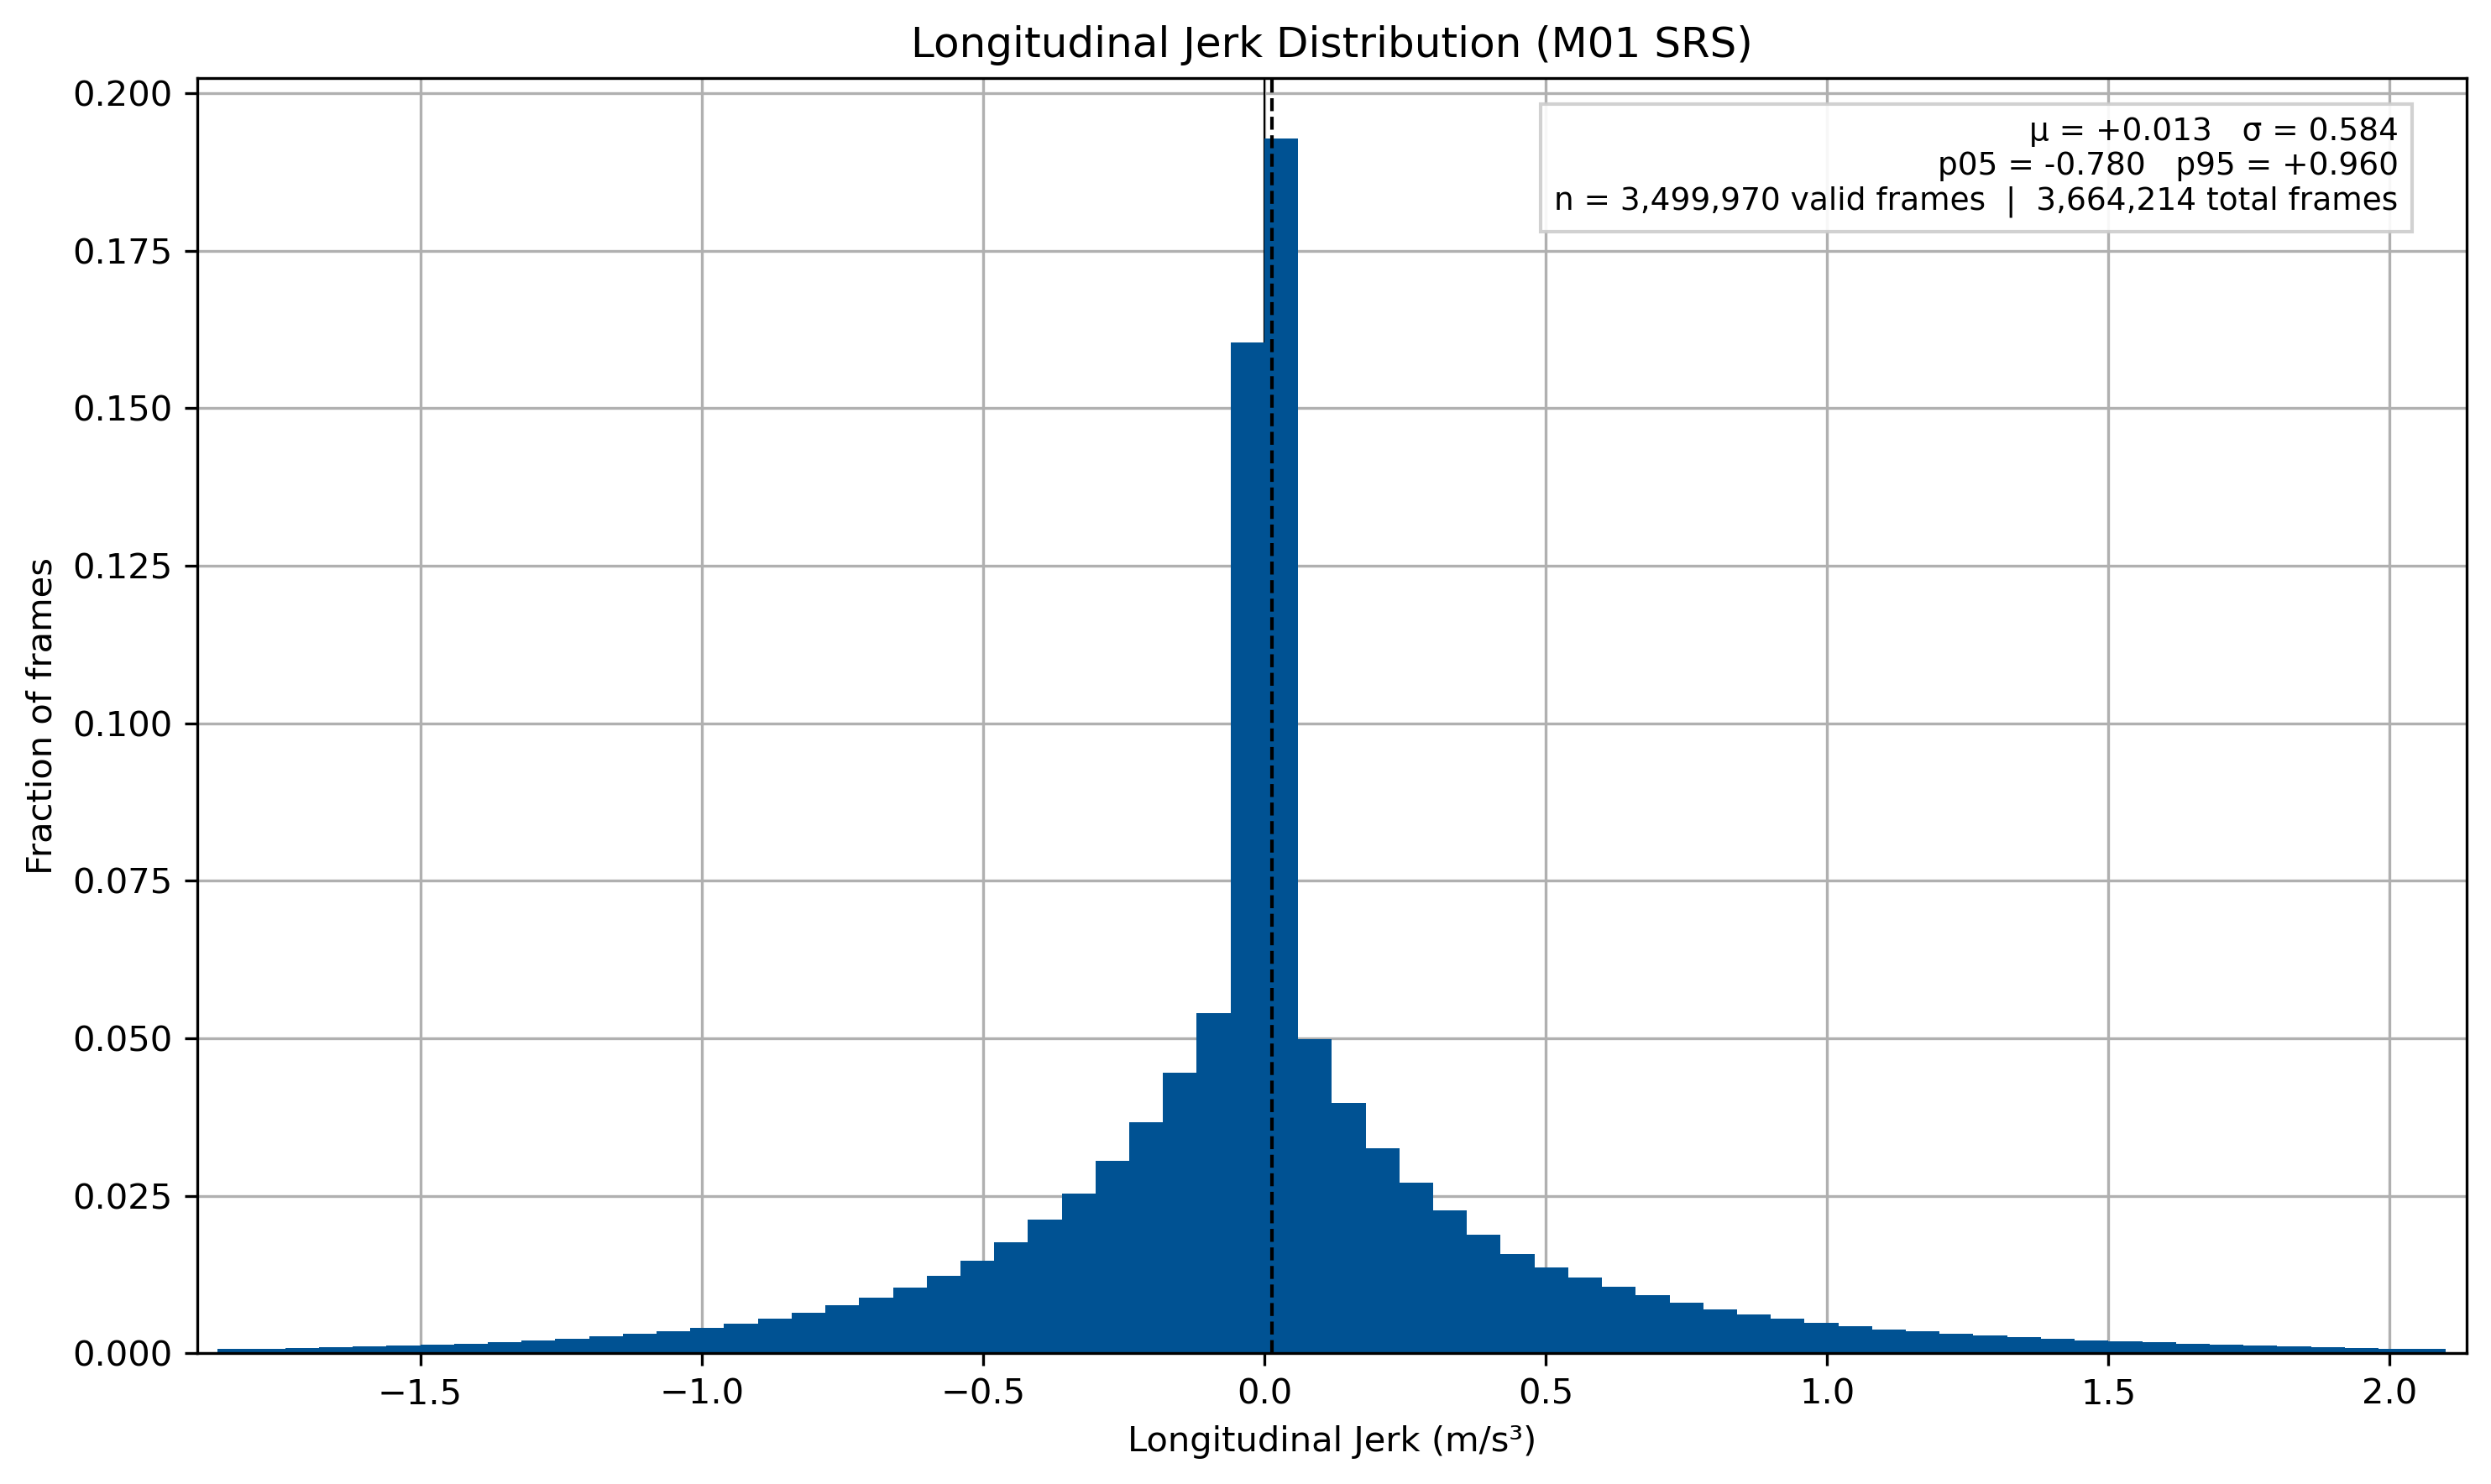 Longitudinal Jerk Distribution (M01 SRS)
0.200
0.175
0.150
0.125
0.100
0.075
0.050
0.025
0.000
Fraction of frames
µ = +0.013   σ = 0.584
p05 = -0.780   p95 = +0.960
n = 3,499,970 valid frames  |  3,664,214 total frames
−1.5 −1.0 −0.5 0.0 0.5 1.0 1.5 2.0
Longitudinal Jerk (m/s³)